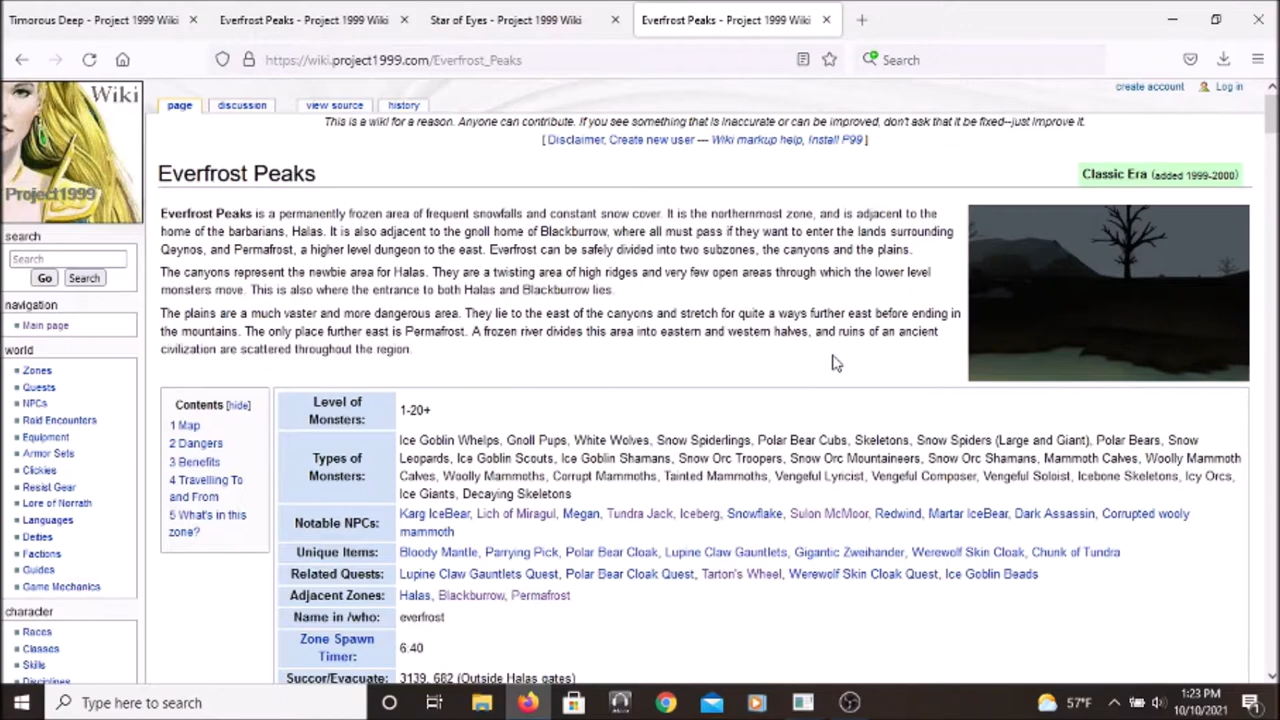 Timorous Deep - Project 1999 Wiki
Everfrost Peaks - Project 1999 Wiki
Star of Eyes - Project 1999 Wiki
Everfrost Peaks - Project 1999 Wiki
https://wiki.project1999.com/Everfrost_Peaks
Search
Wiki
Project1999
create account
Log in
page
discussion
view source
history
This is a wiki for a reason. Anyone can contribute. If you see something that is inaccurate or can be improved, don't ask that it be fixed--just improve it.
[ Disclaimer, Create new user --- Wiki markup help, Install P99 ]
Everfrost Peaks
Classic Era (added 1999-2000)
Everfrost Peaks is a permanently frozen area of frequent snowfalls and constant snow cover. It is the northernmost zone, and is adjacent to the
home of the barbarians, Halas. It is also adjacent to the gnoll home of Blackburrow, where all must pass if they want to enter the lands surrounding
Qeynos, and Permafrost, a higher level dungeon to the east. Everfrost can be safely divided into two subzones, the canyons and the plains.
The canyons represent the newbie area for Halas. They are a twisting area of high ridges and very few open areas through which the lower level
monsters move. This is also where the entrance to both Halas and Blackburrow lies.
The plains are a much vaster and more dangerous area. They lie to the east of the canyons and stretch for quite a ways further east before ending in
the mountains. The only place further east is Permafrost. A frozen river divides this area into eastern and western halves, and ruins of an ancient
civilization are scattered throughout the region.
search
Search
Go
Search
navigation
Main page
world
Zones
Quests
NPCs
Raid Encounters
Equipment
Armor Sets
Clickies
Resist Gear
Lore of Norrath
Languages
Deities
Factions
Guides
Game Mechanics
character
Races
Classes
Skills
Disciplines
Contents [hide]
1 Map
2 Dangers
3 Benefits
4 Travelling To
and From
5 What's in this
zone?
Level of
Monsters:
1-20+
Types of
Monsters:
Ice Goblin Whelps, Gnoll Pups, White Wolves, Snow Spiderlings, Polar Bear Cubs, Skeletons, Snow Spiders (Large and Giant), Polar Bears, Snow
Leopards, Ice Goblin Scouts, Ice Goblin Shamans, Snow Orc Troopers, Snow Orc Mountaineers, Snow Orc Shamans, Mammoth Calves, Woolly Mammoth
Calves, Woolly Mammoths, Corrupt Mammoths, Tainted Mammoths, Vengeful Lyricist, Vengeful Composer, Vengeful Soloist, Icebone Skeletons, Icy Orcs,
Ice Giants, Decaying Skeletons
Notable NPCs:
Karg IceBear, Lich of Miragul, Megan, Tundra Jack, Iceberg, Snowflake, Sulon McMoor, Redwind, Martar IceBear, Dark Assassin, Corrupted wooly
mammoth
Unique Items:
Bloody Mantle, Parrying Pick, Polar Bear Cloak, Lupine Claw Gauntlets, Gigantic Zweihander, Werewolf Skin Cloak, Chunk of Tundra
Related Quests:
Lupine Claw Gauntlets Quest, Polar Bear Cloak Quest, Tarton's Wheel, Werewolf Skin Cloak Quest, Ice Goblin Beads
Adjacent Zones:
Halas, Blackburrow, Permafrost
Name in /who:
everfrost
Zone Spawn
Timer:
6:40
Succor/Evacuate:
3139, 682 (Outside Halas gates)
Type here to search
57°F
1:23 PM
10/10/2021